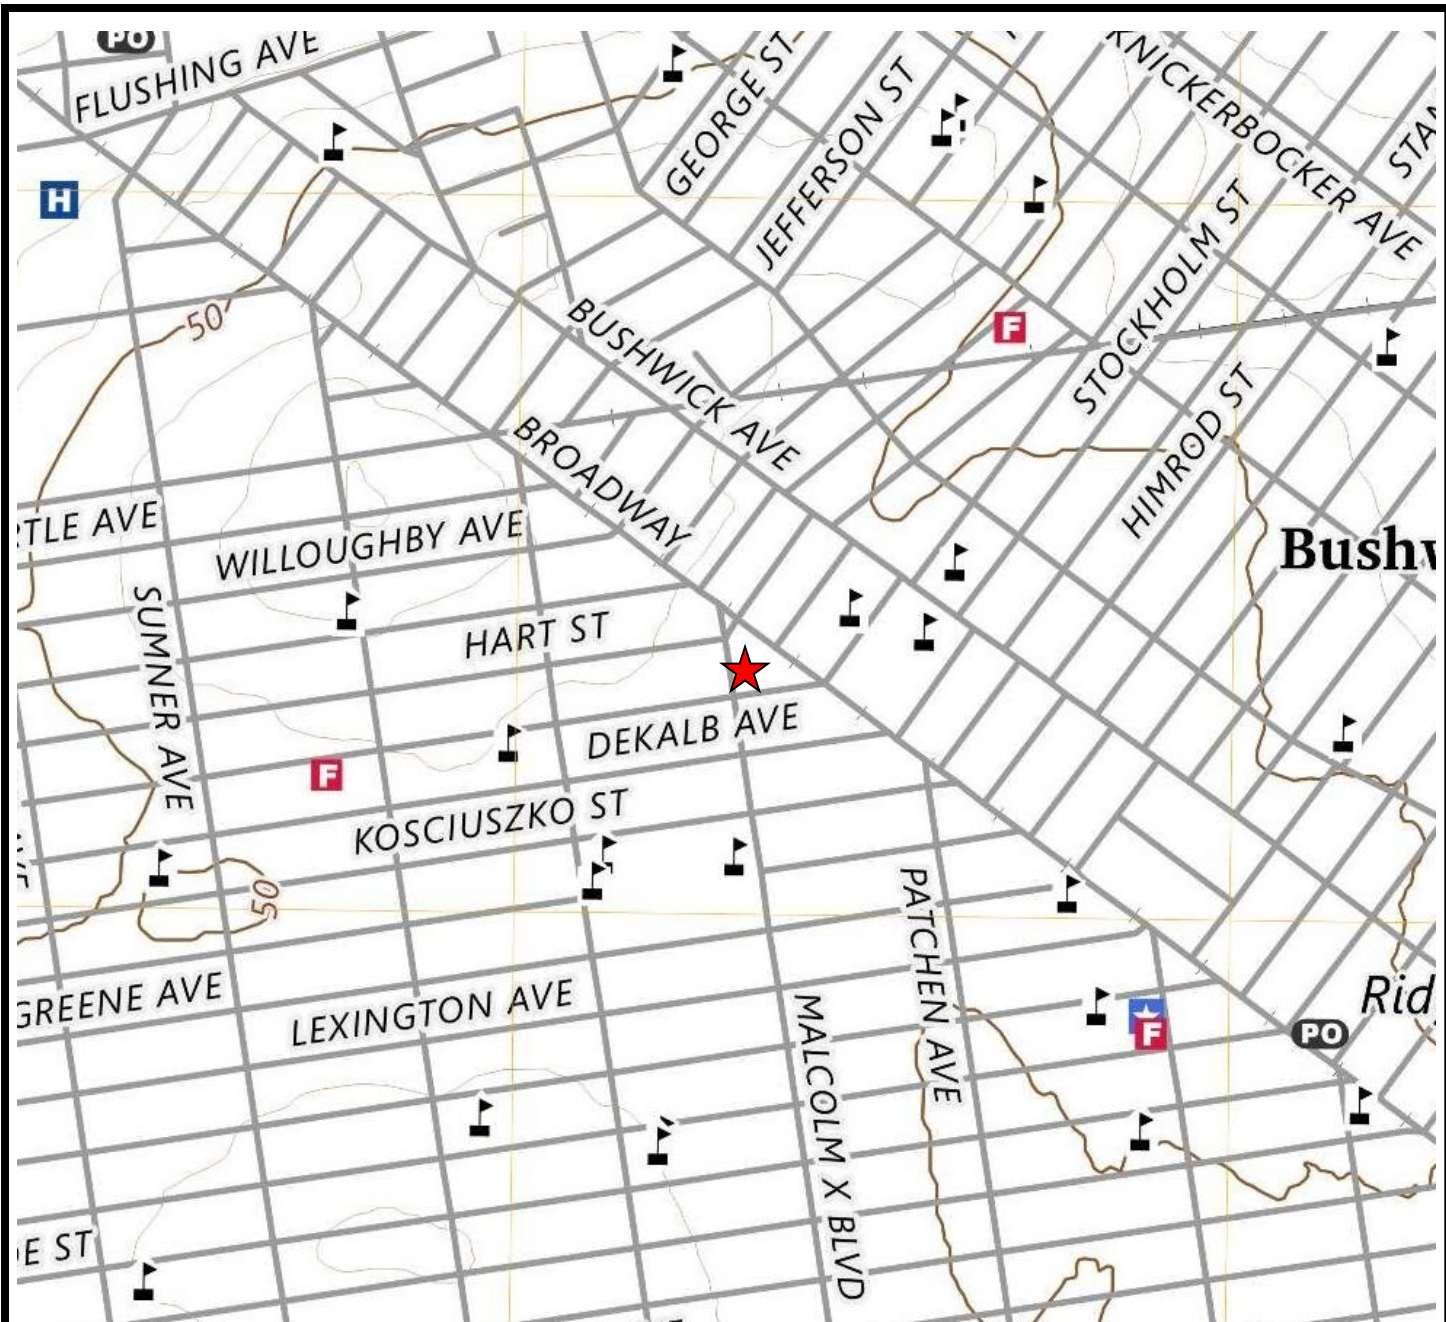 PO
FLUSHING AVE
GEORGE ST
JEFFERSON ST
KNICKERBOCKER AVE
STAN
H
STOCKHOLM ST
50
BUSHWICK AVE
F
HIMROD ST
BROADWAY
TLE AVE
WILLOUGHBY AVE
Bushw
SUMNER AVE
HART ST
DEKALB AVE
F
KOSCIUSZKO ST
50
PATCHEN AVE
GREENE AVE
LEXINGTON AVE
MALCOLM X BLVD
F
PO
Rid
E ST